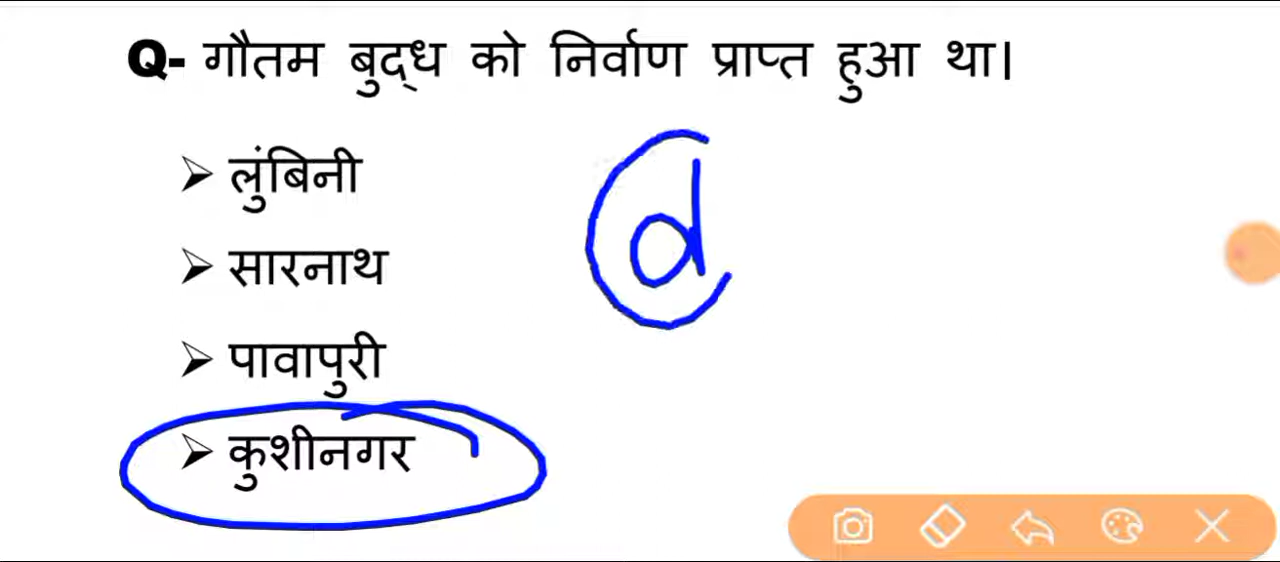 Q- गौतम बुद्ध को निर्वाण प्राप्त हुआ था।
➢ लुंबिनी
d
➢ सारनाथ
➢ पावापुरी
➢ कुशीनगर